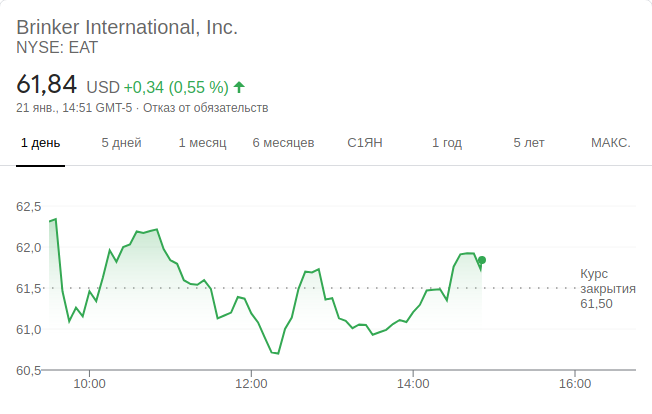 Brinker International, Inc.
NYSE: EAT
61,84 USD +0,34 (0,55 %)
21 янв., 14:51 GMT-5 · Отказ от обязательств
1 день 5 дней 1 месяц 6 месяцев С1ЯН 1 год 5 лет МАКС.
62,5
62,0
61,5
61,0
60,5
Курс
закрытия
61,50
10:00 12:00 14:00 16:00